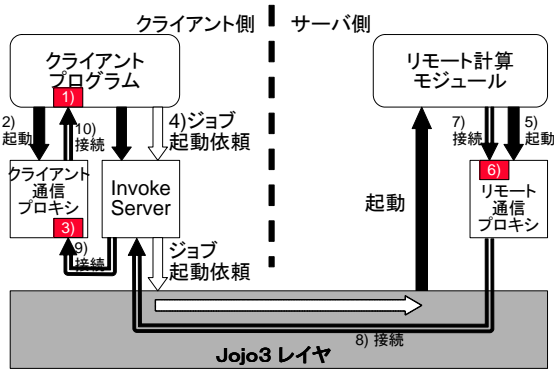 クライアント側
サーバ側
クライアント
プログラム
1)
リモート計算
モジュール
2)
起動
10)
接続
4)ジョブ
起動依頼
7)
接続
5)
起動
クライアント
通信
プロキシ
3)
Invoke
Server
起動
6)
リモート
通信
プロキシ
9)
接続
ジョブ
起動依頼
8) 接続
Jojo3 レイヤ